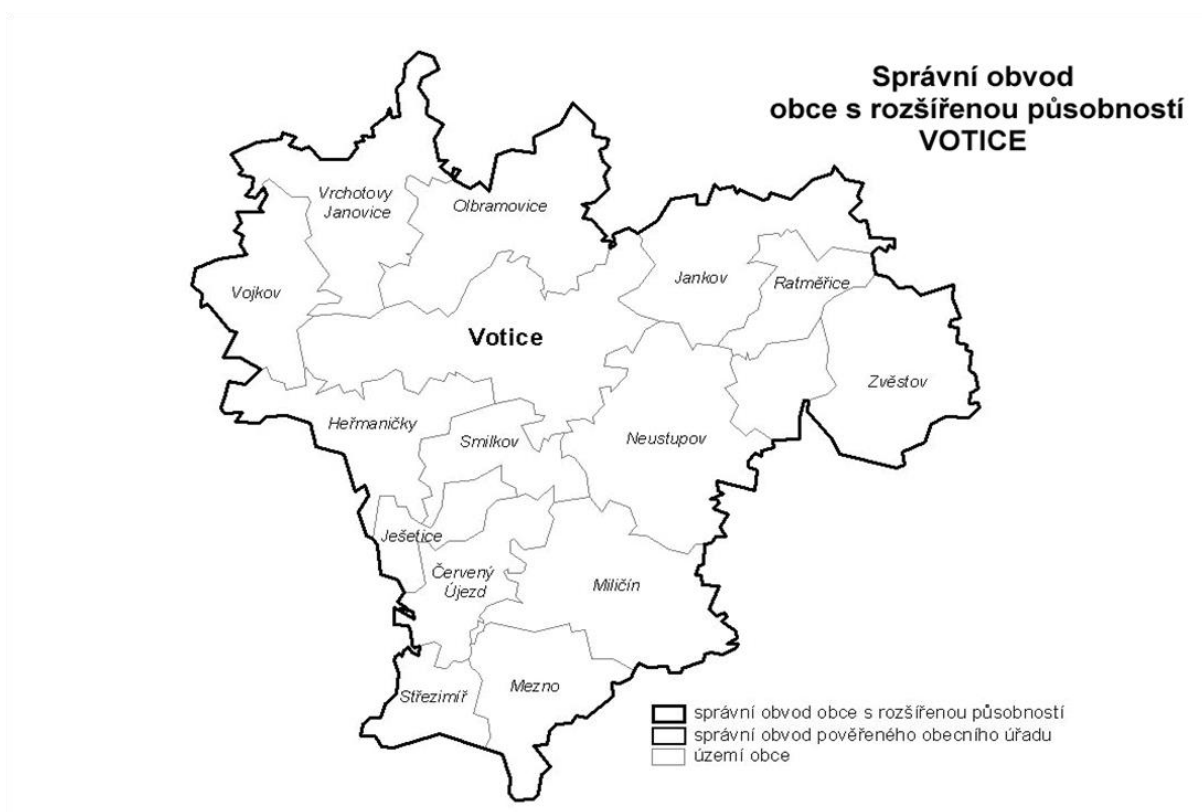 Správní obvod
obce s rozšířenou působností
VOTICE
Vrchotovy
Janovice
Olbramovice
Vojkov
Jankov
Ratměřice
Votice
Zvěstov
Heřmaničky
Smilkov
Neustupov
Ješetice
Červený
Újezd
Miličín
Střezimíř
Mezno
správní obvod obce s rozšířenou působností
správní obvod pověřeného obecního úřadu
území obce